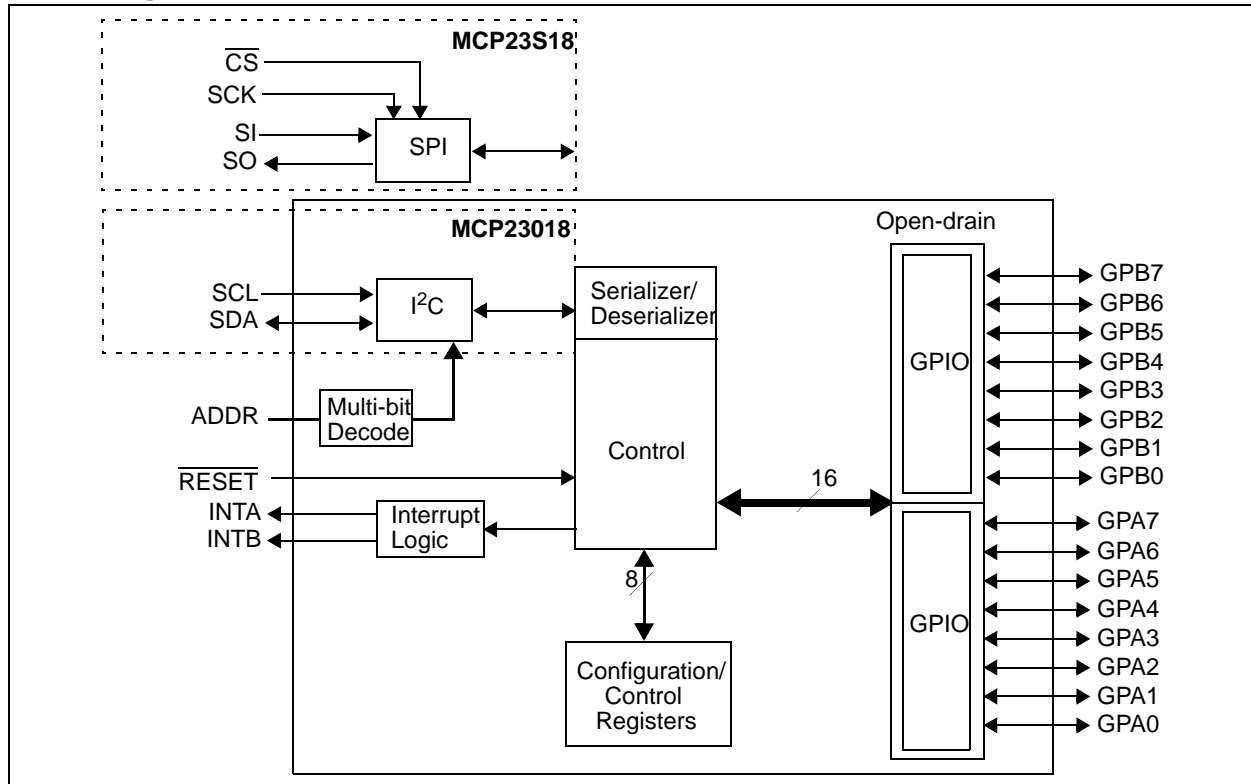 MCP23S18
CS
SCK
SI
SO
SPI
MCP23018
Open-drain
SCL
SDA
I²C
Serializer/
Deserializer
GPB7
GPB6
GPB5
GPB4
GPB3
GPB2
GPB1
GPB0
GPIO
ADDR
Multi-bit
Decode
Control
RESET
16
INTA
INTB
Interrupt
Logic
8
GPA7
GPA6
GPA5
GPA4
GPA3
GPA2
GPA1
GPA0
GPIO
Configuration/
Control
Registers